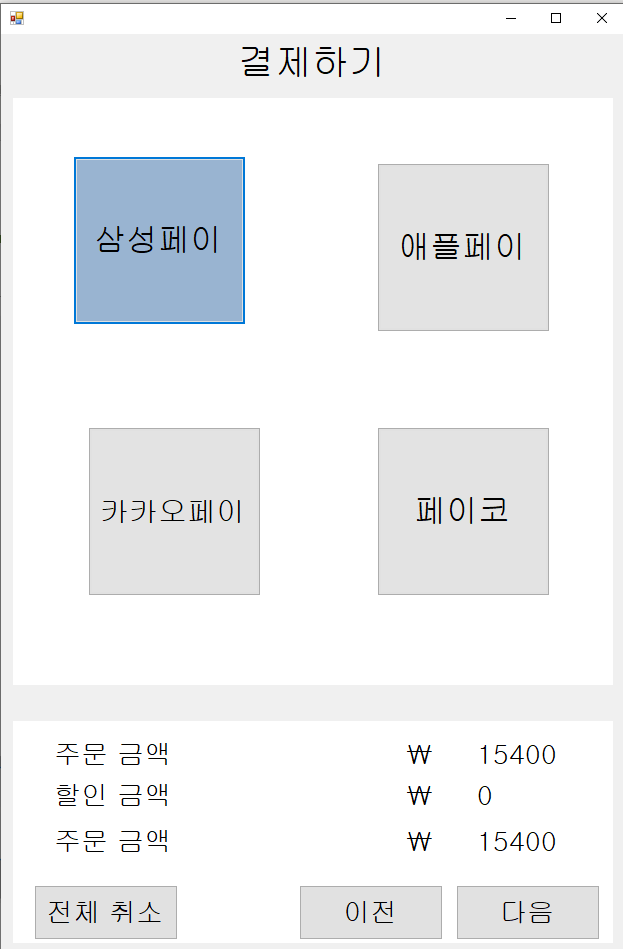 결제하기
삼성페이
애플페이
카카오페이
페이코
주문 금액 ₩ 15400
할인 금액 ₩ 0
주문 금액 ₩ 15400
전체 취소 이전 다음